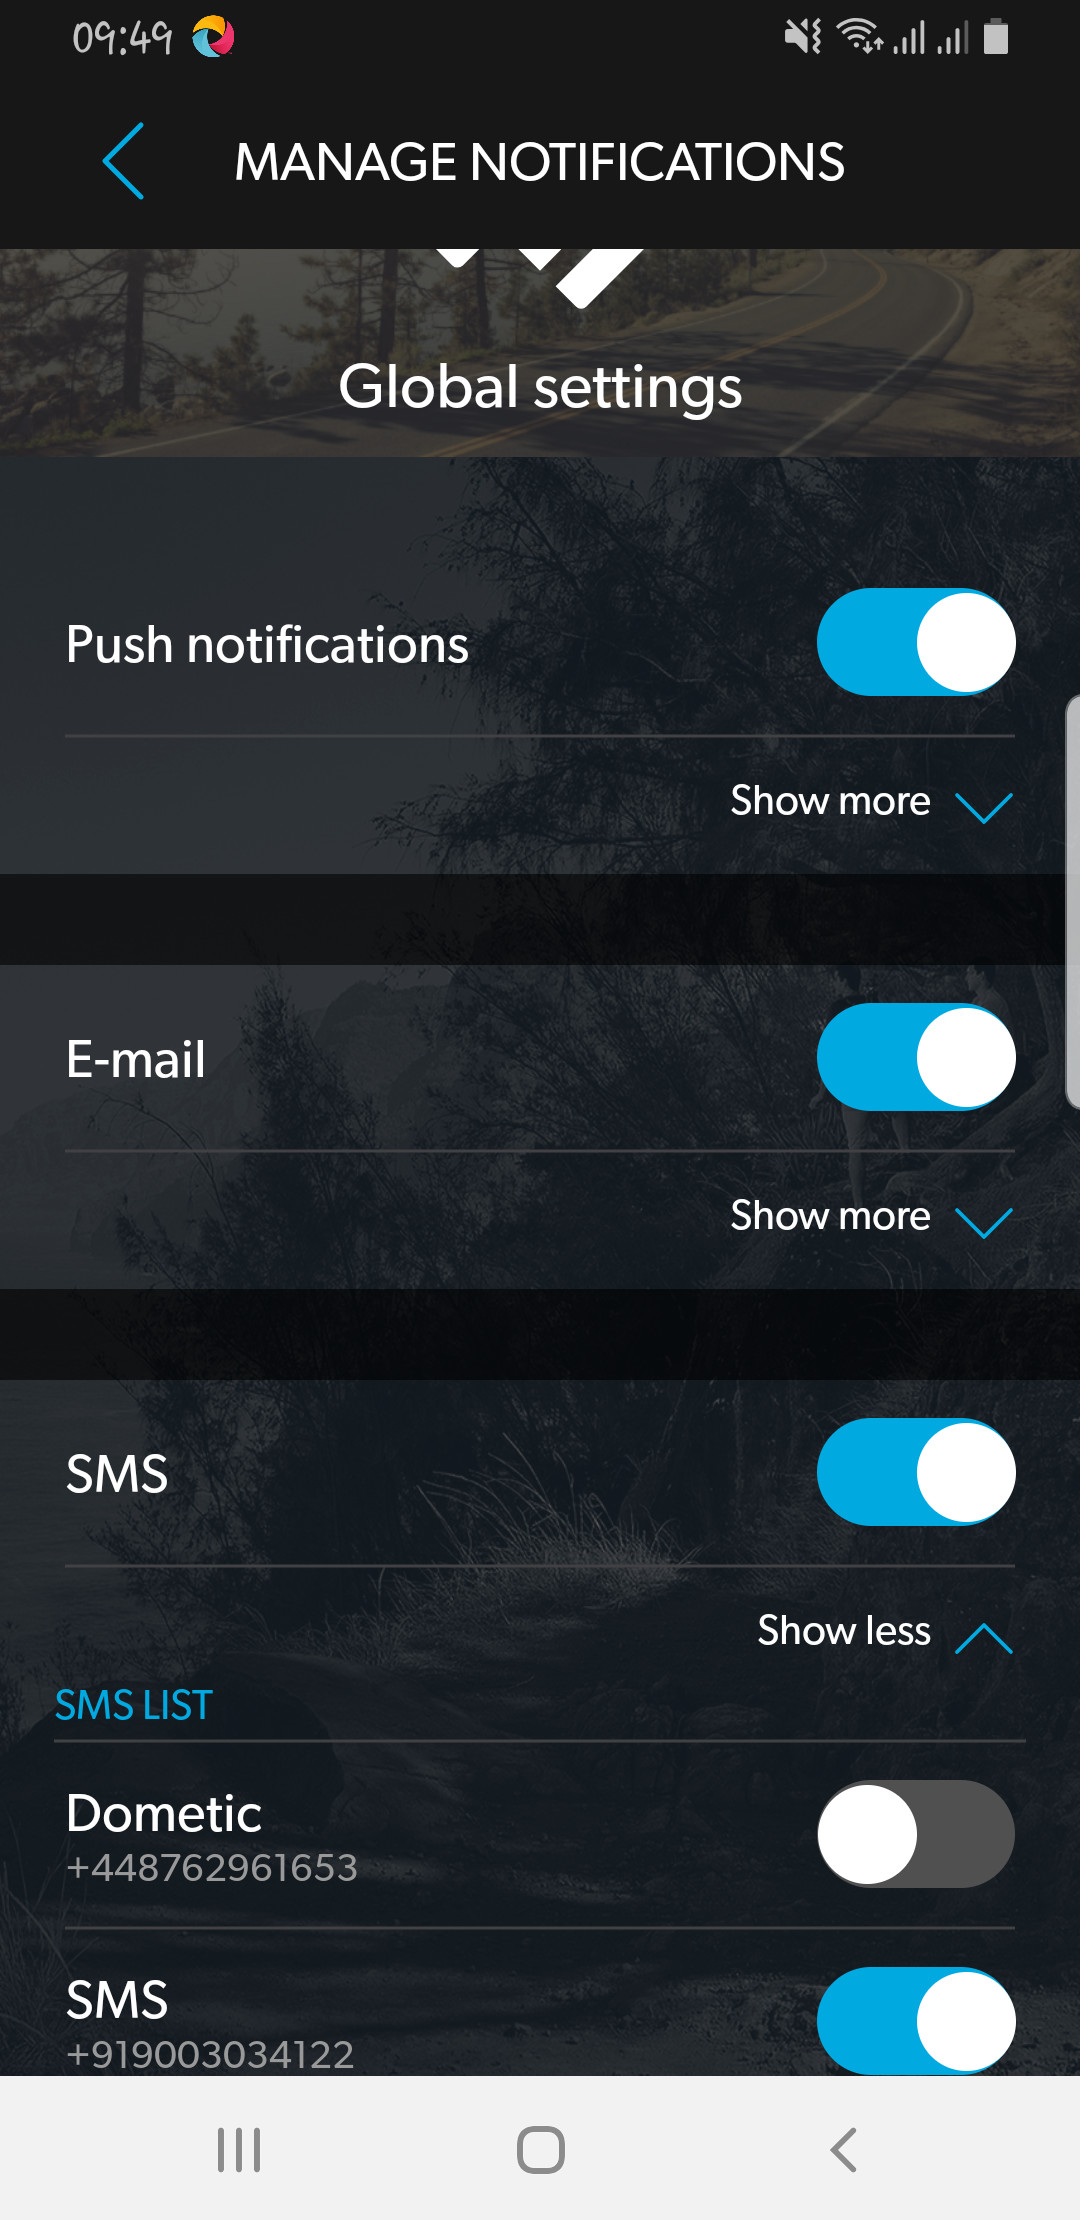 09:49
MANAGE NOTIFICATIONS
Global settings
Push notifications
Show more
E-mail
Show more
SMS
Show less
SMS LIST
Dometic
+448762961653
SMS
+919003034122